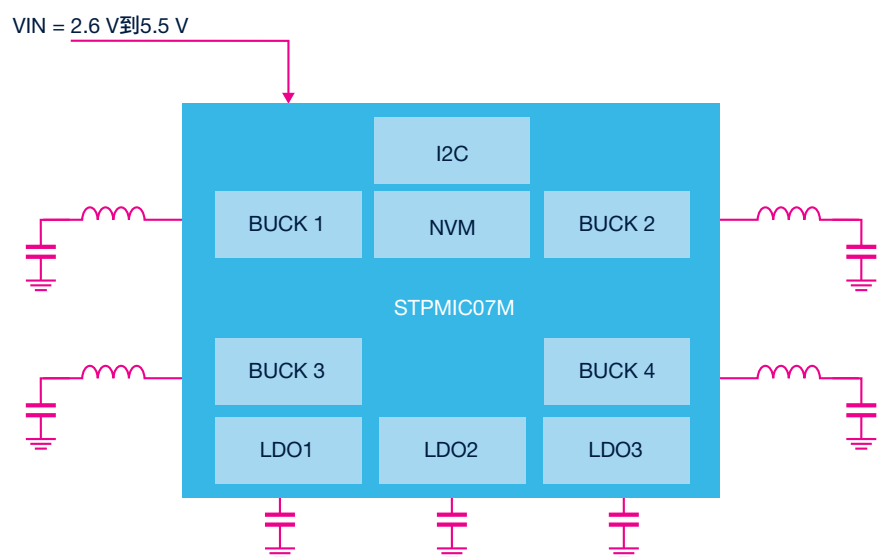 VIN = 2.6 V到5.5 V
I2C
BUCK 1
NVM
BUCK 2
STPMIC07M
BUCK 3
BUCK 4
LDO1
LDO2
LDO3